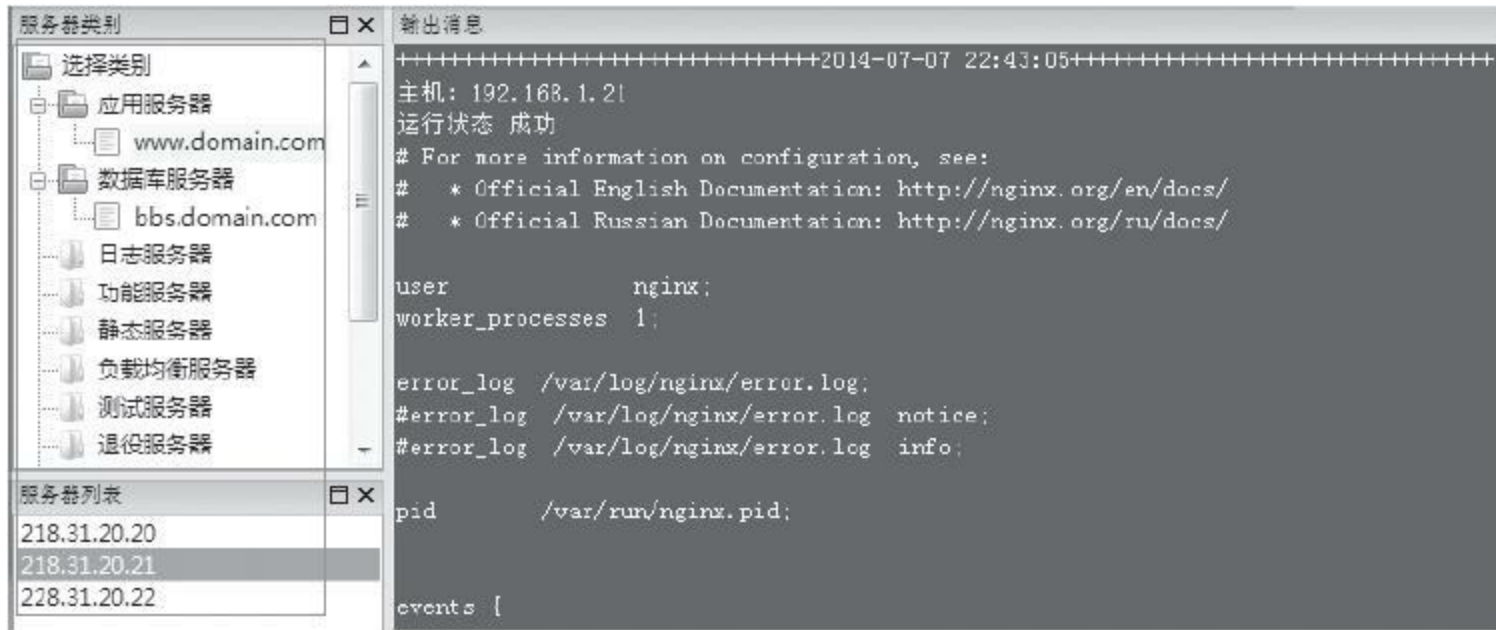 服务器类别
选择类别
应用服务器
www.domain.com
数据库服务器
bbs.domain.com
日志服务器
功能服务器
静态服务器
负载均衡服务器
测试服务器
退役服务器
服务器列表
218.31.20.20
218.31.20.21
228.31.20.22
输出消息
++++++++++++++++++++++++++++++++2014-07-07 22:43:05++++++++++++++++++++++++++++++++
主机: 192.168.1.21
运行状态 成功
# For more information on configuration, see:
#   * Official English Documentation: http://nginx.org/en/docs/
#   * Official Russian Documentation: http://nginx.org/ru/docs/
user              nginx;
worker_processes  1;
error_log  /var/log/nginx/error.log;
#error_log  /var/log/nginx/error.log  notice;
#error_log  /var/log/nginx/error.log  info;
pid        /var/run/nginx.pid;
events {